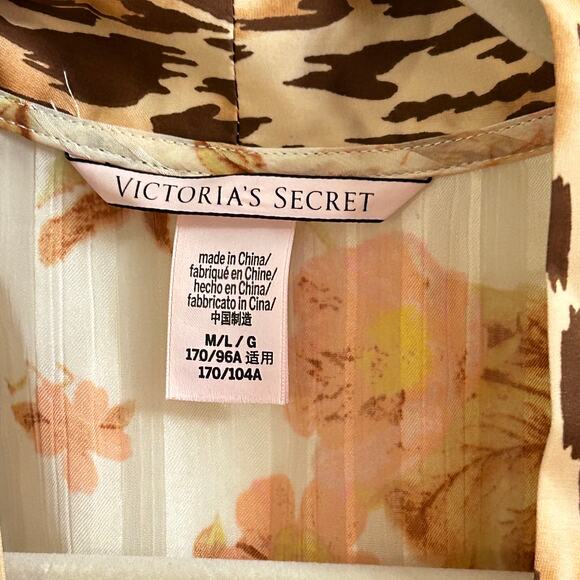 VICTORIA'S SECRET
made in China/
fabriqué en Chine/
hecho en China/
fabbricato in Cina/
中国制造
M/L / G
170/96A 适用
170/104A